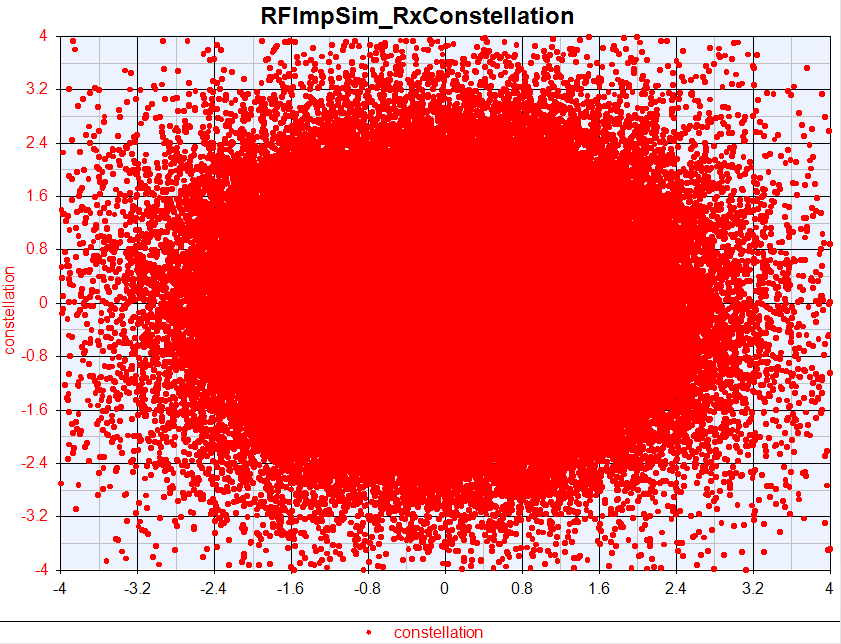 RFImpSim_RxConstellation
4
3.2
2.4
1.6
0.8
0
-0.8
-1.6
-2.4
-3.2
-4
constellation
-4 -3.2 -2.4 -1.6 -0.8 0 0.8 1.6 2.4 3.2 4
constellation